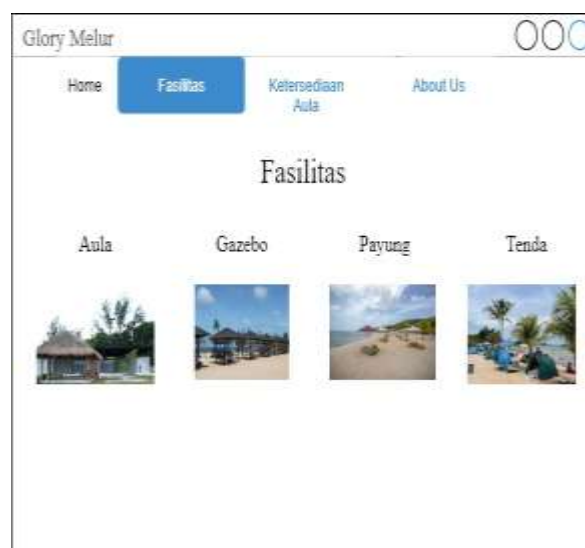 Glory Melur
Home Fasilitas Ketersediaan
Aula About Us
Fasilitas
Aula Gazebo Payung Tenda